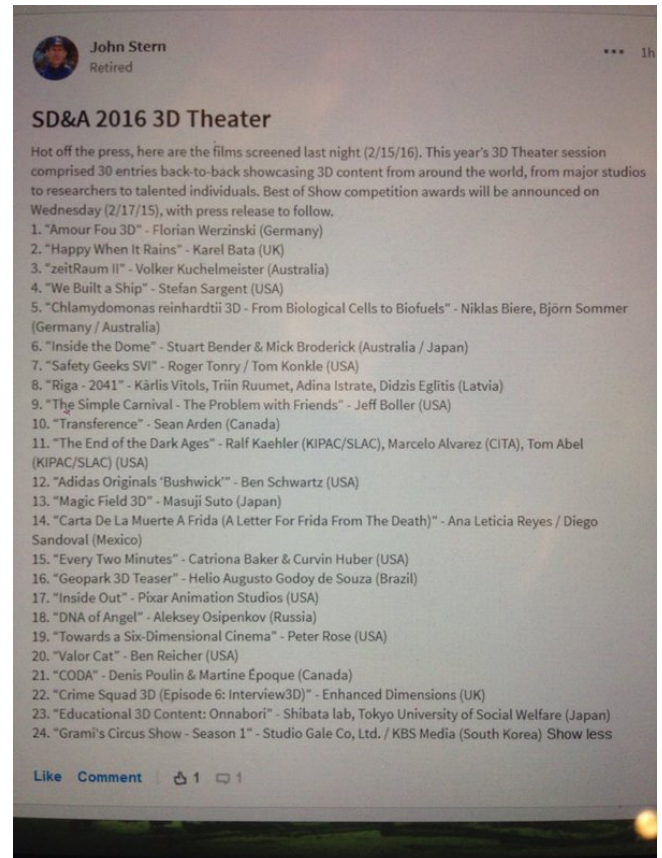 John Stern
Retired
1h
SD&A 2016 3D Theater
Hot off the press, here are the films screened last night (2/15/16). This year's 3D Theater session
comprised 30 entries back-to-back showcasing 3D content from around the world, from major studios
to researchers to talented individuals. Best of Show competition awards will be announced on
Wednesday (2/17/15), with press release to follow.
1. "Amour Fou 3D" - Florian Werzinski (Germany)
2. "Happy When It Rains" - Karel Bata (UK)
3. "zeitRaum II" - Volker Kuchelmeister (Australia)
4. "We Built a Ship" - Stefan Sargent (USA)
5. "Chlamydomonas reinhardtii 3D - From Biological Cells to Biofuels" - Niklas Biere, Björn Sommer
(Germany / Australia)
6. "Inside the Dome" - Stuart Bender & Mick Broderick (Australia / Japan)
7. "Safety Geeks SVI" - Roger Tonry / Tom Konkle (USA)
8. "Riga - 2041" - Kārlis Vitols, Triin Ruumet, Adina Istrate, Didzis Eglitis (Latvia)
9. "The Simple Carnival - The Problem with Friends" - Jeff Boller (USA)
10. "Transference" - Sean Arden (Canada)
11. "The End of the Dark Ages" - Ralf Kaehler (KIPAC/SLAC), Marcelo Alvarez (CITA), Tom Abel
(KIPAC/SLAC) (USA)
12. "Adidas Originals 'Bushwick'" - Ben Schwartz (USA)
13. "Magic Field 3D" - Masuji Suto (Japan)
14. "Carta De La Muerte A Frida (A Letter For Frida From The Death)" - Ana Leticia Reyes / Diego
Sandoval (Mexico)
15. "Every Two Minutes" - Catriona Baker & Curvin Huber (USA)
16. "Geopark 3D Teaser" - Helio Augusto Godoy de Souza (Brazil)
17. "Inside Out" - Pixar Animation Studios (USA)
18. "DNA of Angel" - Aleksey Osipenkov (Russia)
19. "Towards a Six-Dimensional Cinema" - Peter Rose (USA)
20. "Valor Cat" - Ben Reicher (USA)
21. "CODA" - Denis Poulin & Martine Époque (Canada)
22. "Crime Squad 3D (Episode 6: Interview3D)" - Enhanced Dimensions (UK)
23. "Educational 3D Content: Onnabori" - Shibata lab, Tokyo University of Social Welfare (Japan)
24. "Grami's Circus Show - Season 1" - Studio Gale Co, Ltd. / KBS Media (South Korea) Show less
Like Comment 1 1